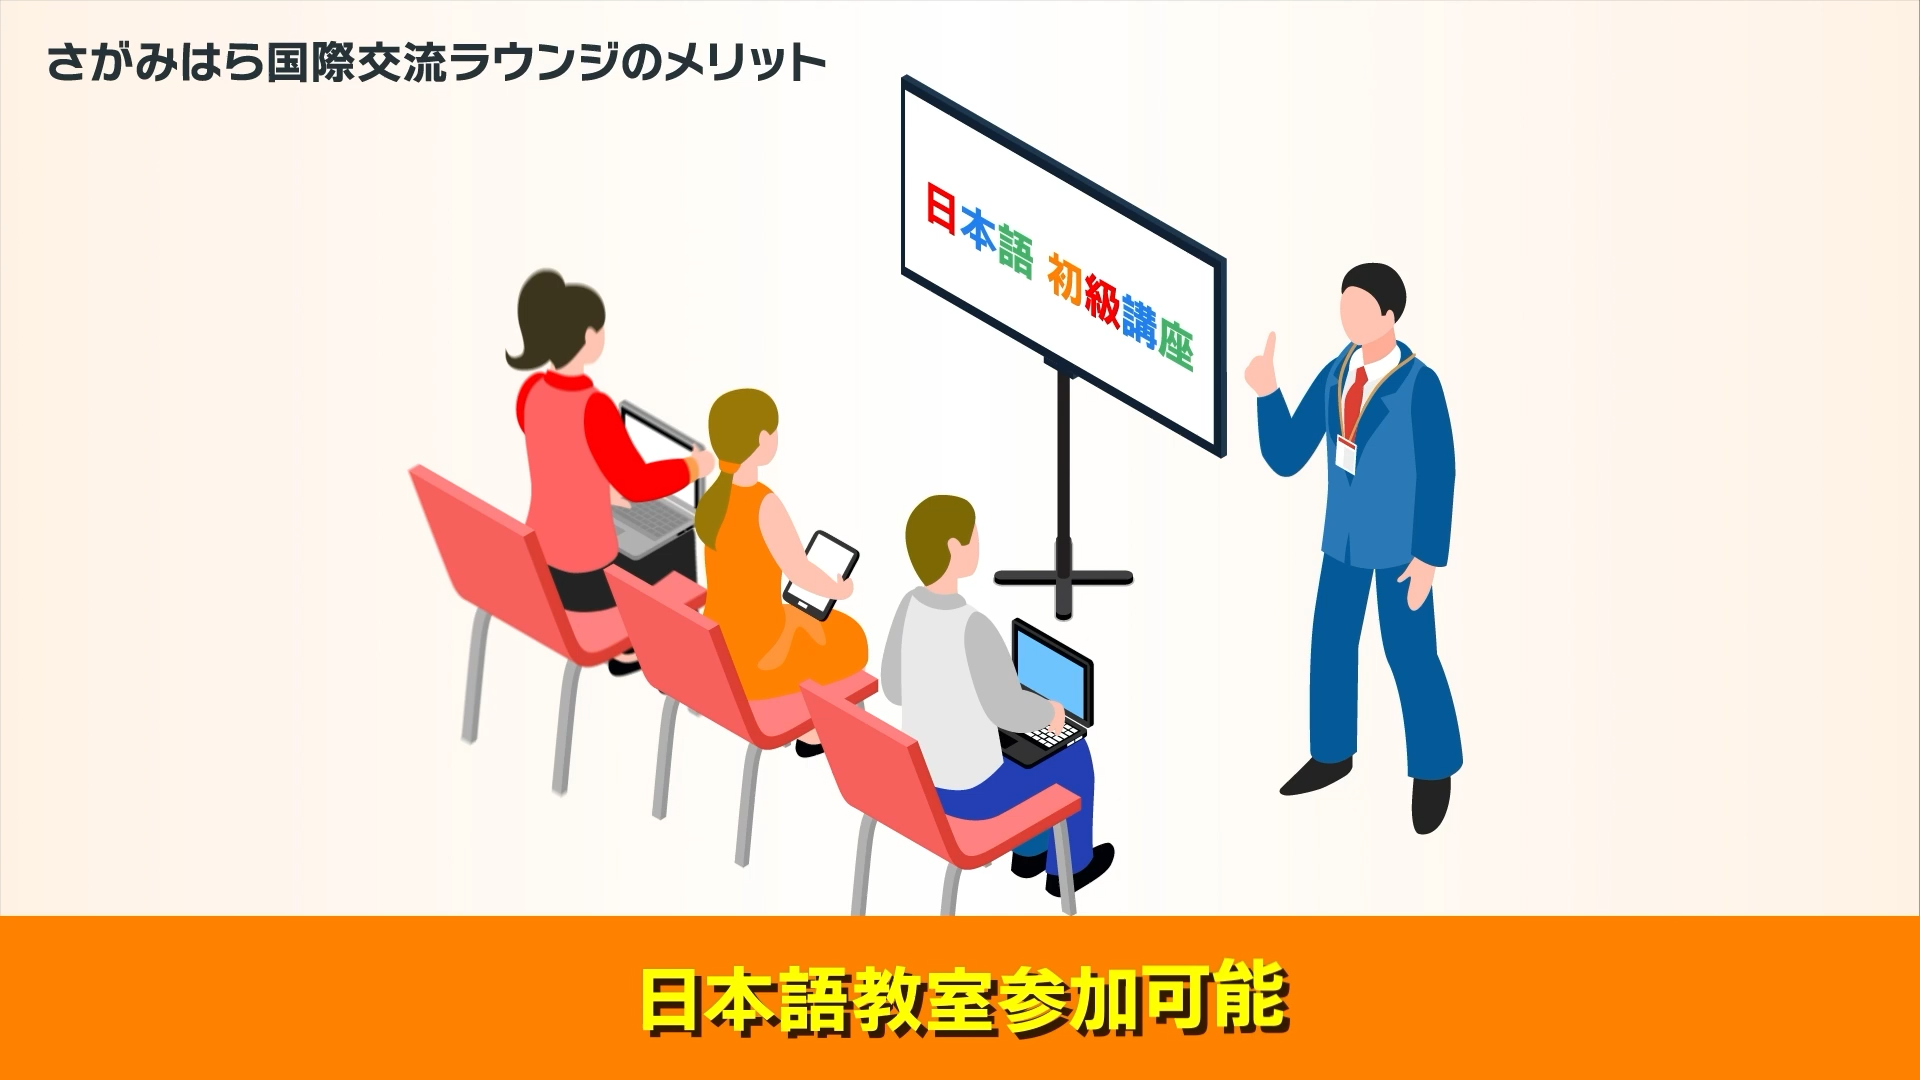 さがみはら国際交流ラウンジのメリット
日本語 初級講座
日本語教室参加可能